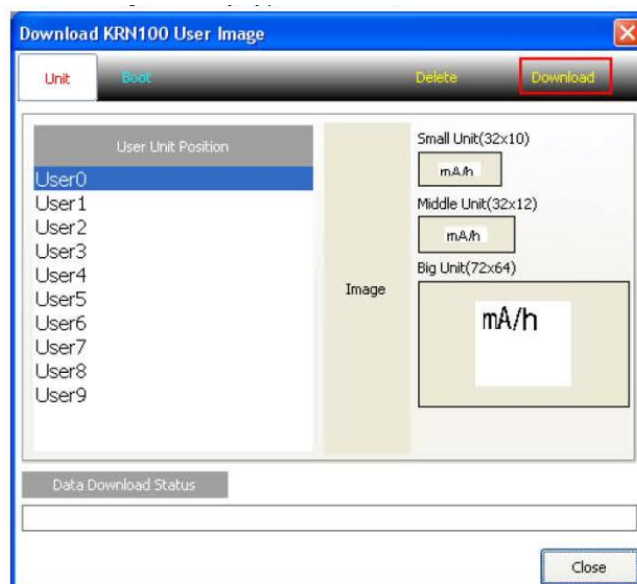 Download KRN100 User Image
Unit Boot Delete Download
User Unit Position
User0
User1
User2
User3
User4
User5
User6
User7
User8
User9
Image
Small Unit(32x10)
mA/h
Middle Unit(32x12)
mA/h
Big Unit(72x64)
mA/h
Data Download Status
Close